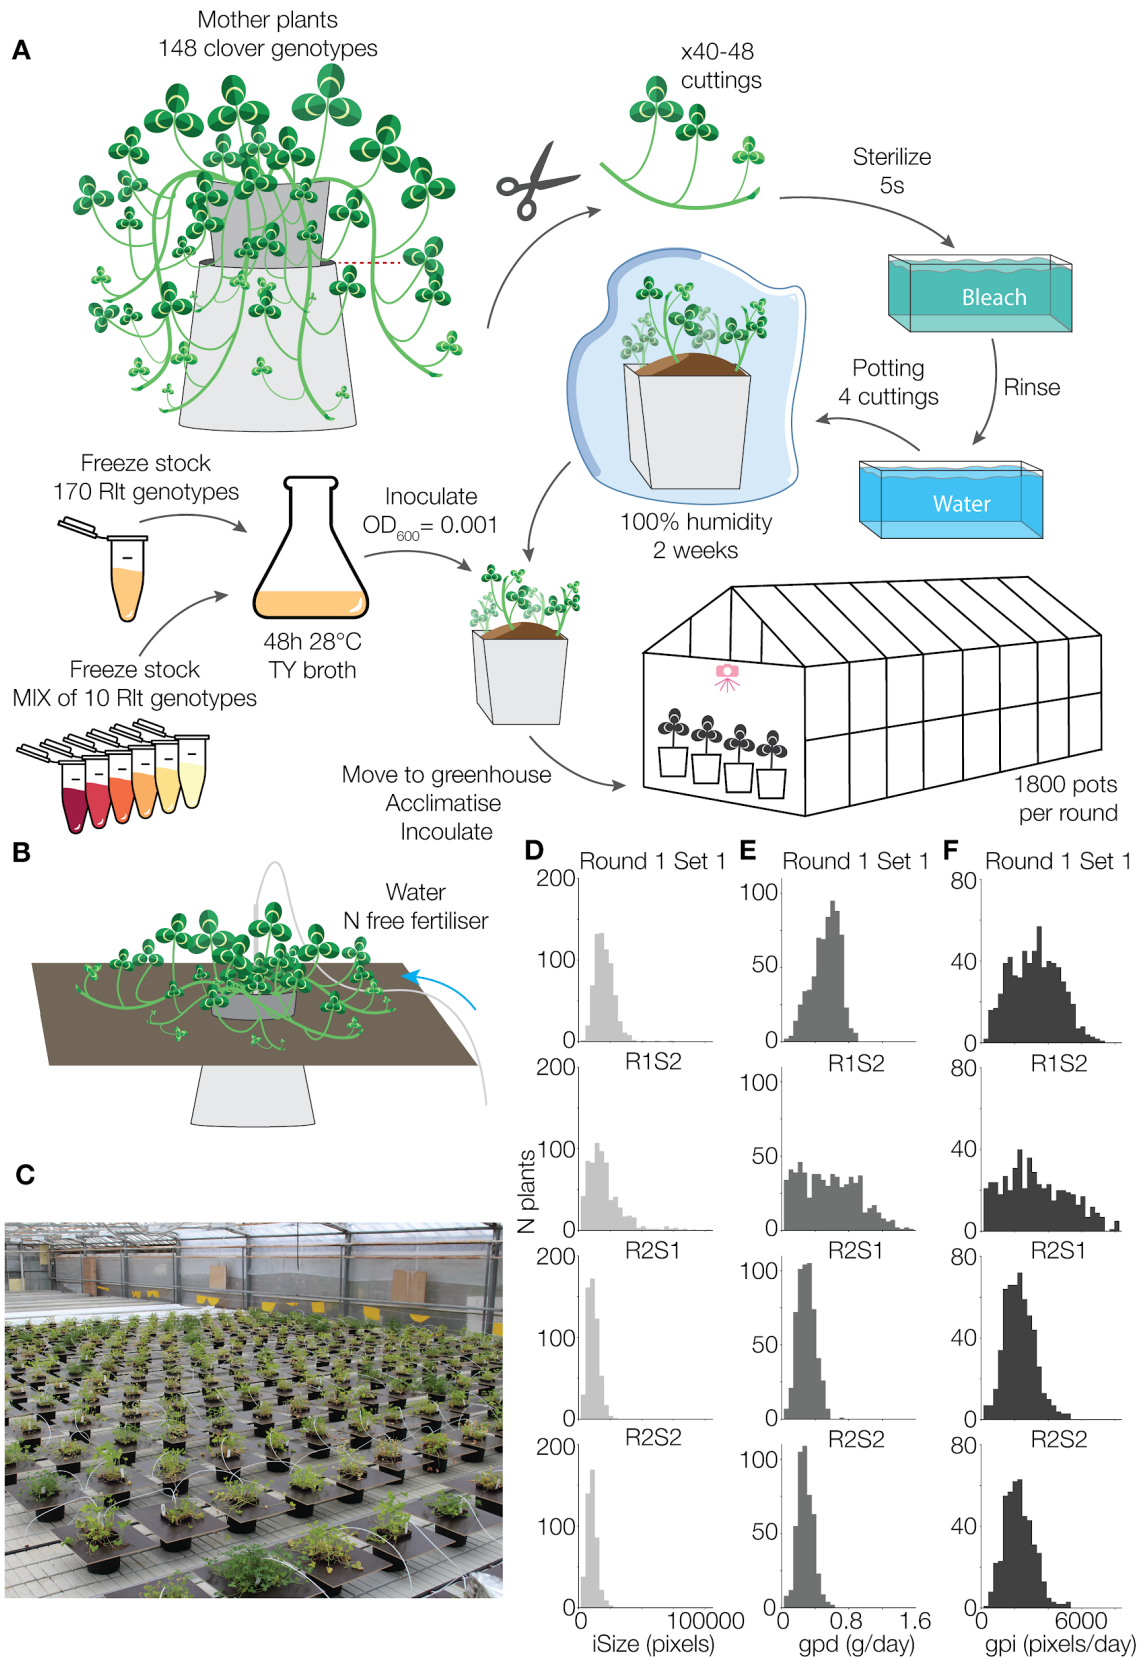 A
Mother plants
148 clover genotypes
x40-48
cuttings
Sterilize
5s
Bleach
Rinse
Potting
4 cuttings
Water
100% humidity
2 weeks
Freeze stock
170 Rlt genotypes
Inoculate
OD600= 0.001
48h 28°C
TY broth
Freeze stock
MIX of 10 Rlt genotypes
Move to greenhouse
Acclimatise
Incoulate
1800 pots
per round
B
Water
N free fertiliser
C
D
Round 1 Set 1
200
100
0
R1S2
200
100
0
R2S1
200
100
0
R2S2
200
100
0
0
100000
N plants
iSize (pixels)
E
Round 1 Set 1
100
50
0
R1S2
100
50
0
R2S1
100
50
0
R2S2
100
50
0
0
0.8
1.6
gpd (g/day)
F
Round 1 Set 1
80
40
0
R1S2
80
40
0
R2S1
80
40
0
R2S2
80
40
0
0
6000
gpi (pixels/day)